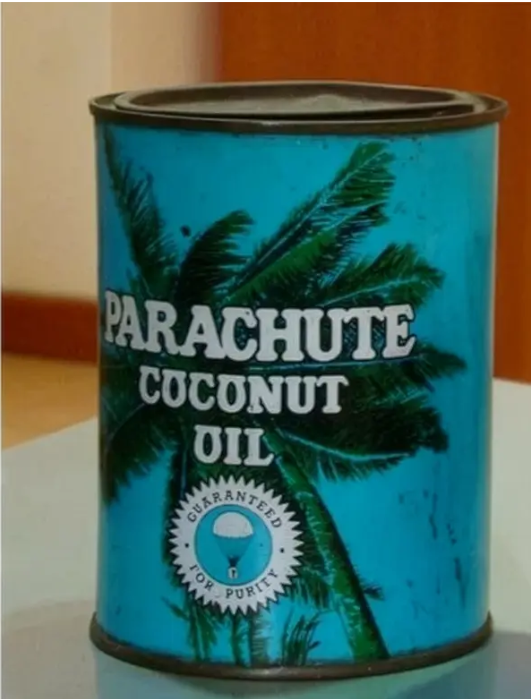 PARACHUTE
COCONUT
OIL
GUARANTEED
FOR PURITY